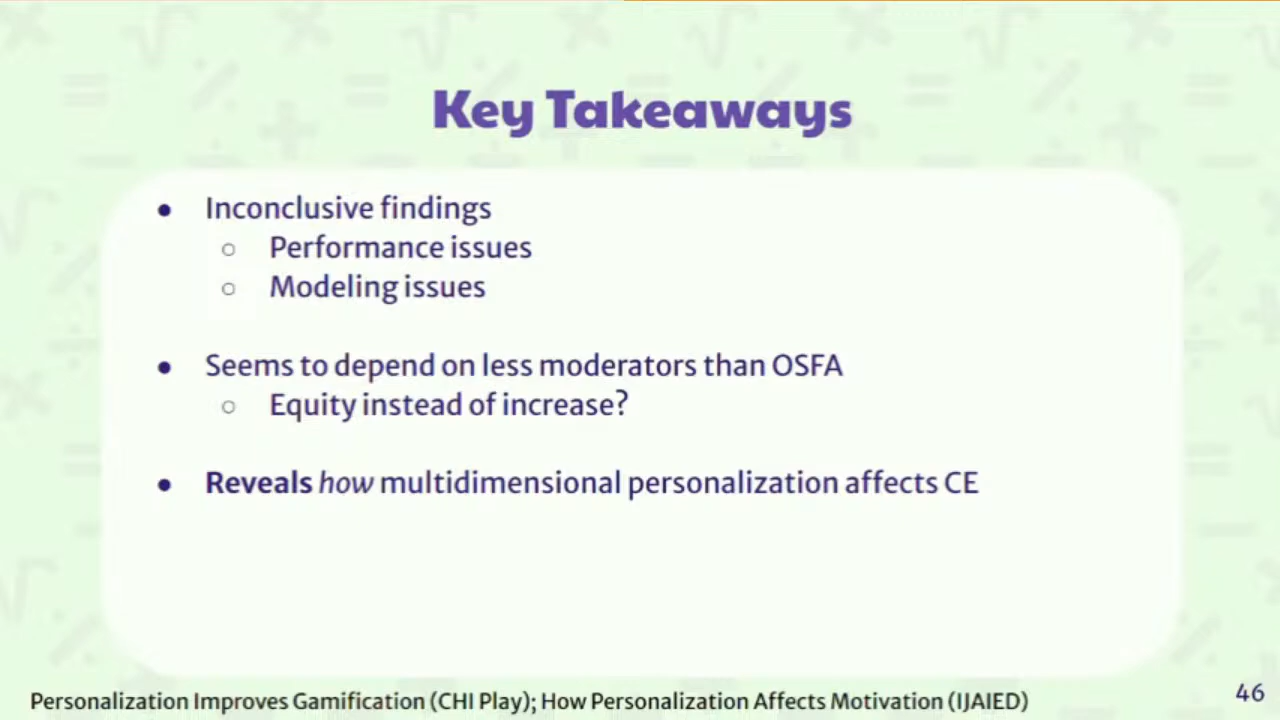 Key Takeaways
● Inconclusive findings
○ Performance issues
○ Modeling issues
● Seems to depend on less moderators than OSFA
○ Equity instead of increase?
● Reveals how multidimensional personalization affects CE
Personalization Improves Gamification (CHI Play); How Personalization Affects Motivation (IJAIED)
46